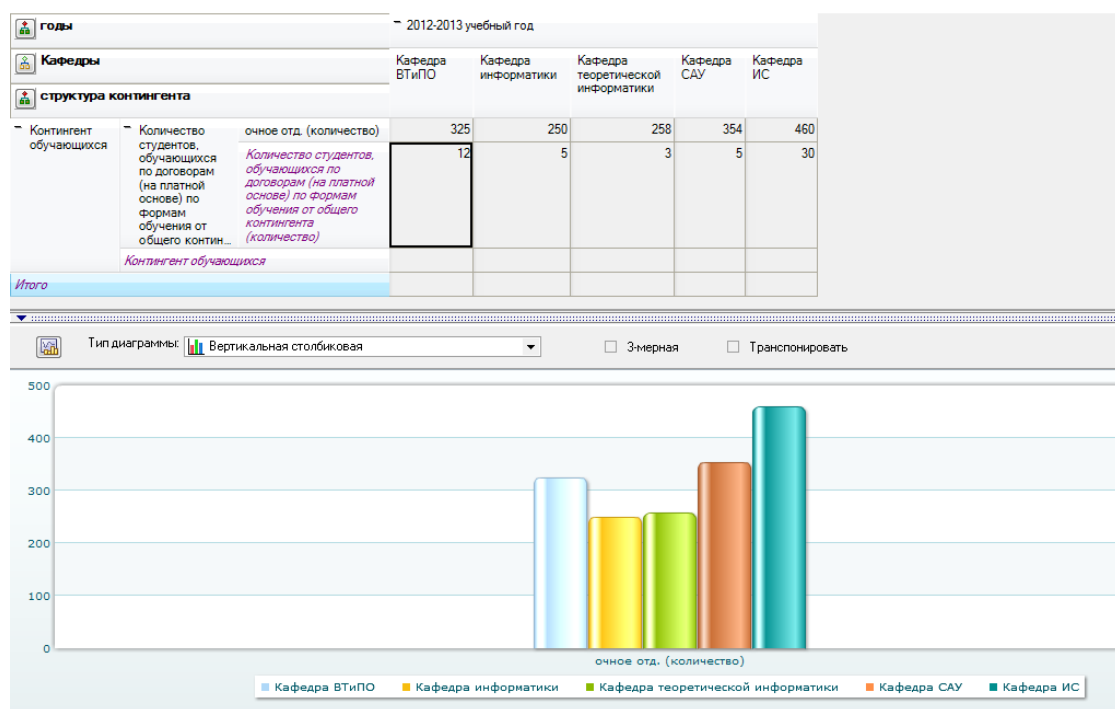 годы
2012-2013 учебный год
Кафедры
Кафедра
ВТиПО
Кафедра
информатики
Кафедра
теоретической
информатики
Кафедра
САУ
Кафедра
ИС
структура контингента
Контингент
обучающихся
Количество
студентов,
обучающихся
по договорам
(на платной
основе) по
формам
обучения от
общего контин...
очное отд. (количество)
325 250 258 354 460
Количество студентов,
обучающихся по
договорам (на платной
основе) по формам
обучения от общего
контингента
(количество)
12 5 3 5 30
Контингент обучающихся
Итого
Тип диаграммы: Вертикальная столбиковая 3-мерная Транспонировать
500
400
300
200
100
0
очное отд. (количество)
Кафедра ВТиПО Кафедра информатики Кафедра теоретической информатики Кафедра САУ Кафедра ИС